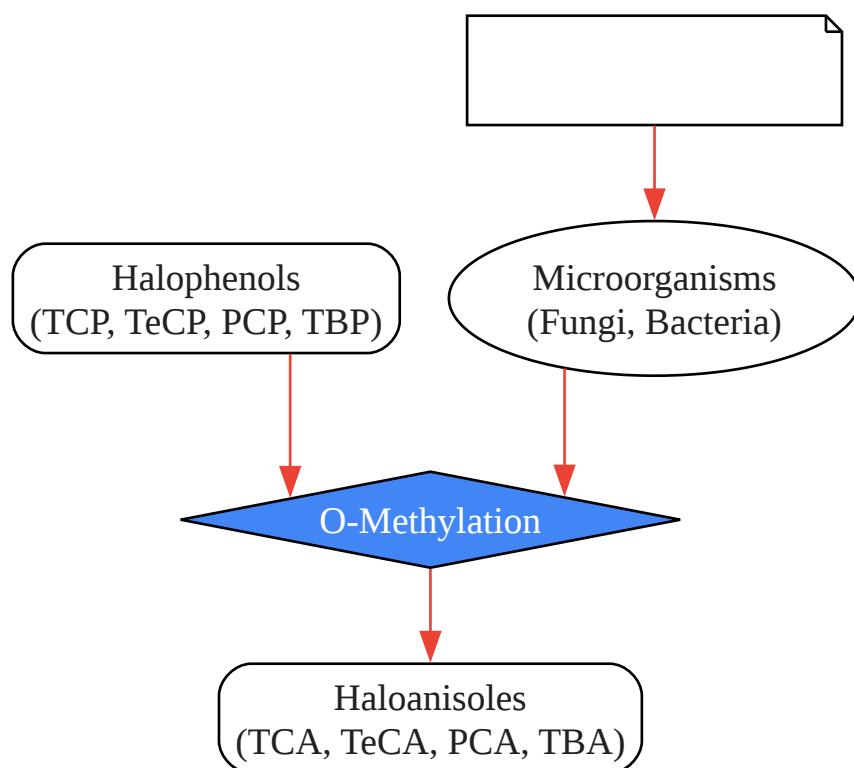 Halophenols
(TCP, TeCP, PCP, TBP)
Microorganisms
(Fungi, Bacteria)
O-Methylation
Haloanisoles
(TCA, TeCA, PCA, TBA)